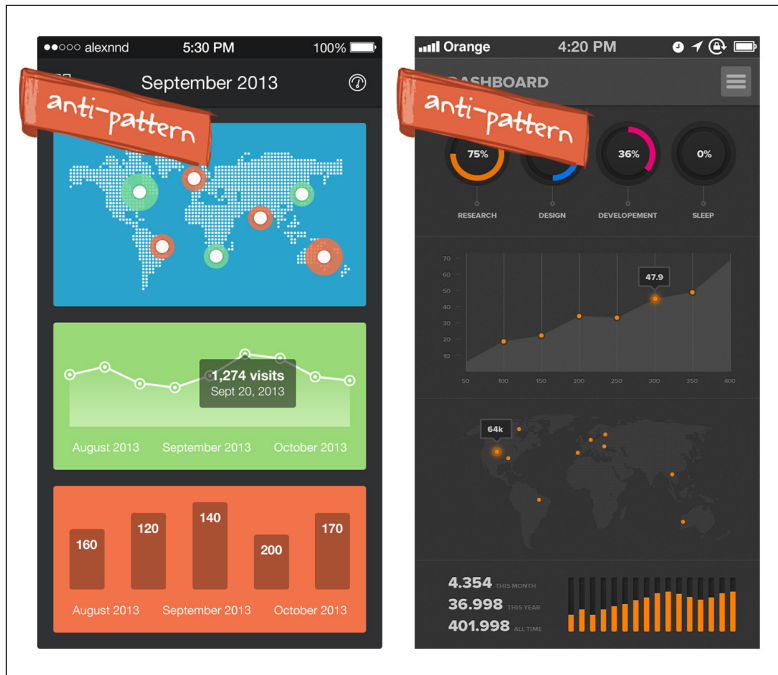 alexnnd 5:30 PM 100%
September 2013
anti-pattern
1,274 visits
Sept 20, 2013
August 2013 September 2013 October 2013
160 120 140 200 170
August 2013 September 2013 October 2013
Orange 4:20 PM
DASHBOARD
anti-pattern
75% 36% 0%
RESEARCH DESIGN DEVELOPEMENT SLEEP
47.9
70
60
50
40
30
20
10
50 100 150 200 250 300 350 400
64k
4.354 THIS MONTH
36.998 THIS YEAR
401.998 ALL TIME